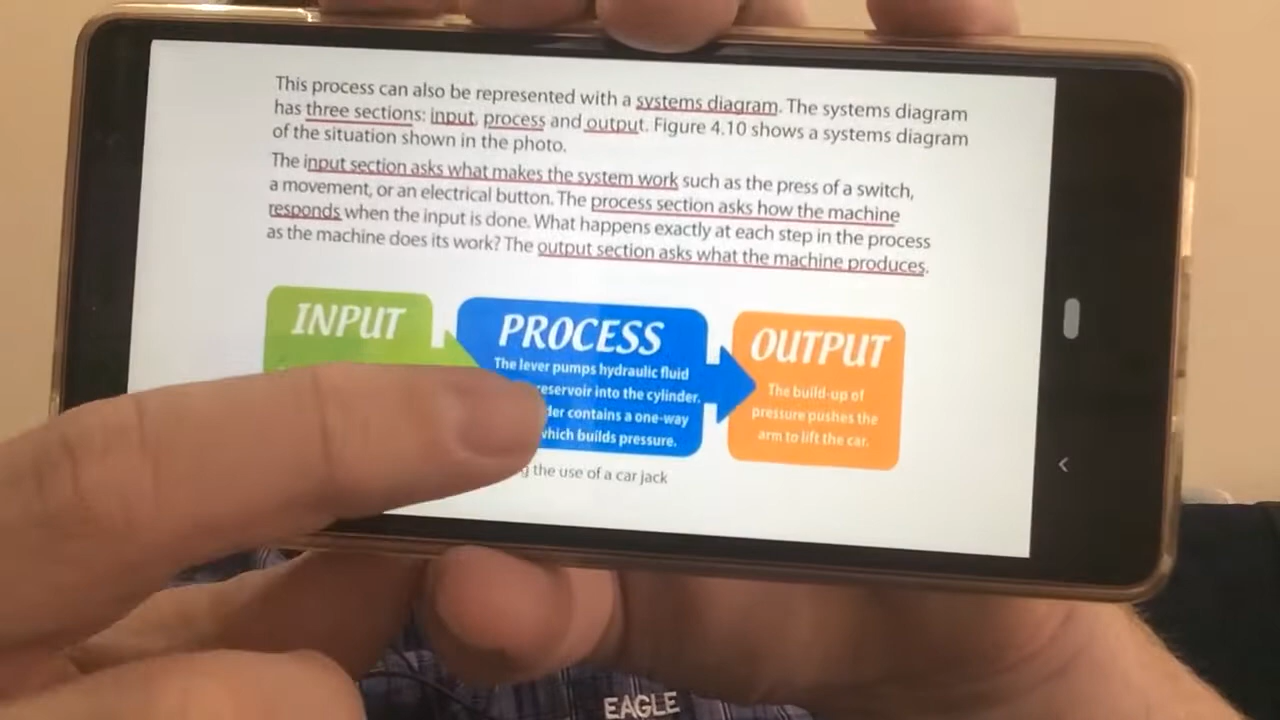 This process can also be represented with a systems diagram. The systems diagram
has three sections: input, process and output. Figure 4.10 shows a systems diagram
of the situation shown in the photo.
The input section asks what makes the system work such as the press of a switch,
a movement, or an electrical button. The process section asks how the machine
responds when the input is done. What happens exactly at each step in the process
as the machine does its work? The output section asks what the machine produces.
INPUT
PROCESS
The lever pumps hydraulic fluid
reservoir into the cylinder.
contains a one-way
which builds pressure.
OUTPUT
The build-up of
pressure pushes the
arm to lift the car.
the use of a car jack
EAGLE